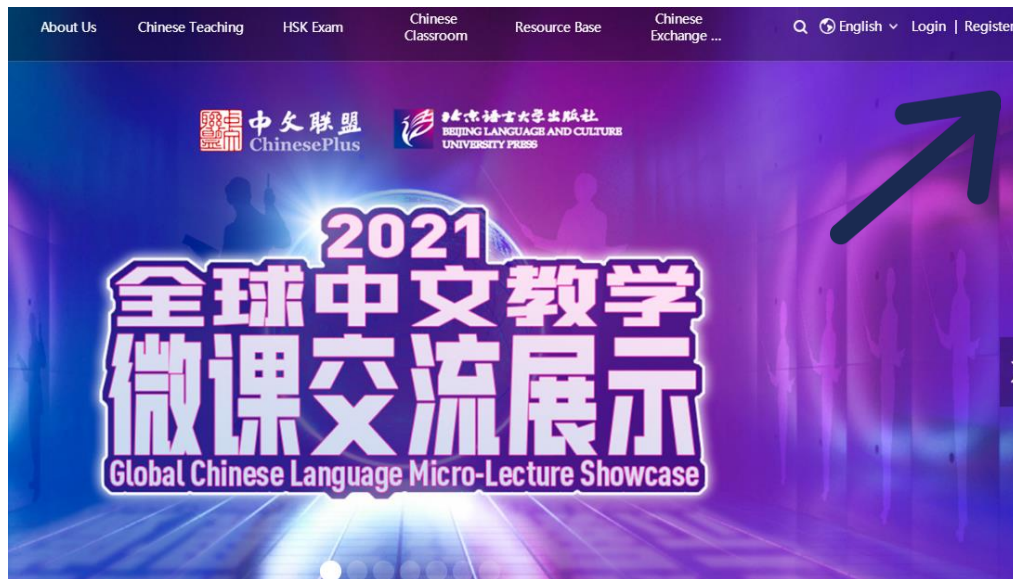 About Us Chinese Teaching HSK Exam Chinese Classroom Resource Base Chinese Exchange ... English Login | Register
中文联盟 北京语言大学出版社
ChinesePlus BEIJING LANGUAGE AND CULTURE
UNIVERSITY PRESS
2021
全球中文教学
微课交流展示
Global Chinese Language Micro-Lecture Showcase